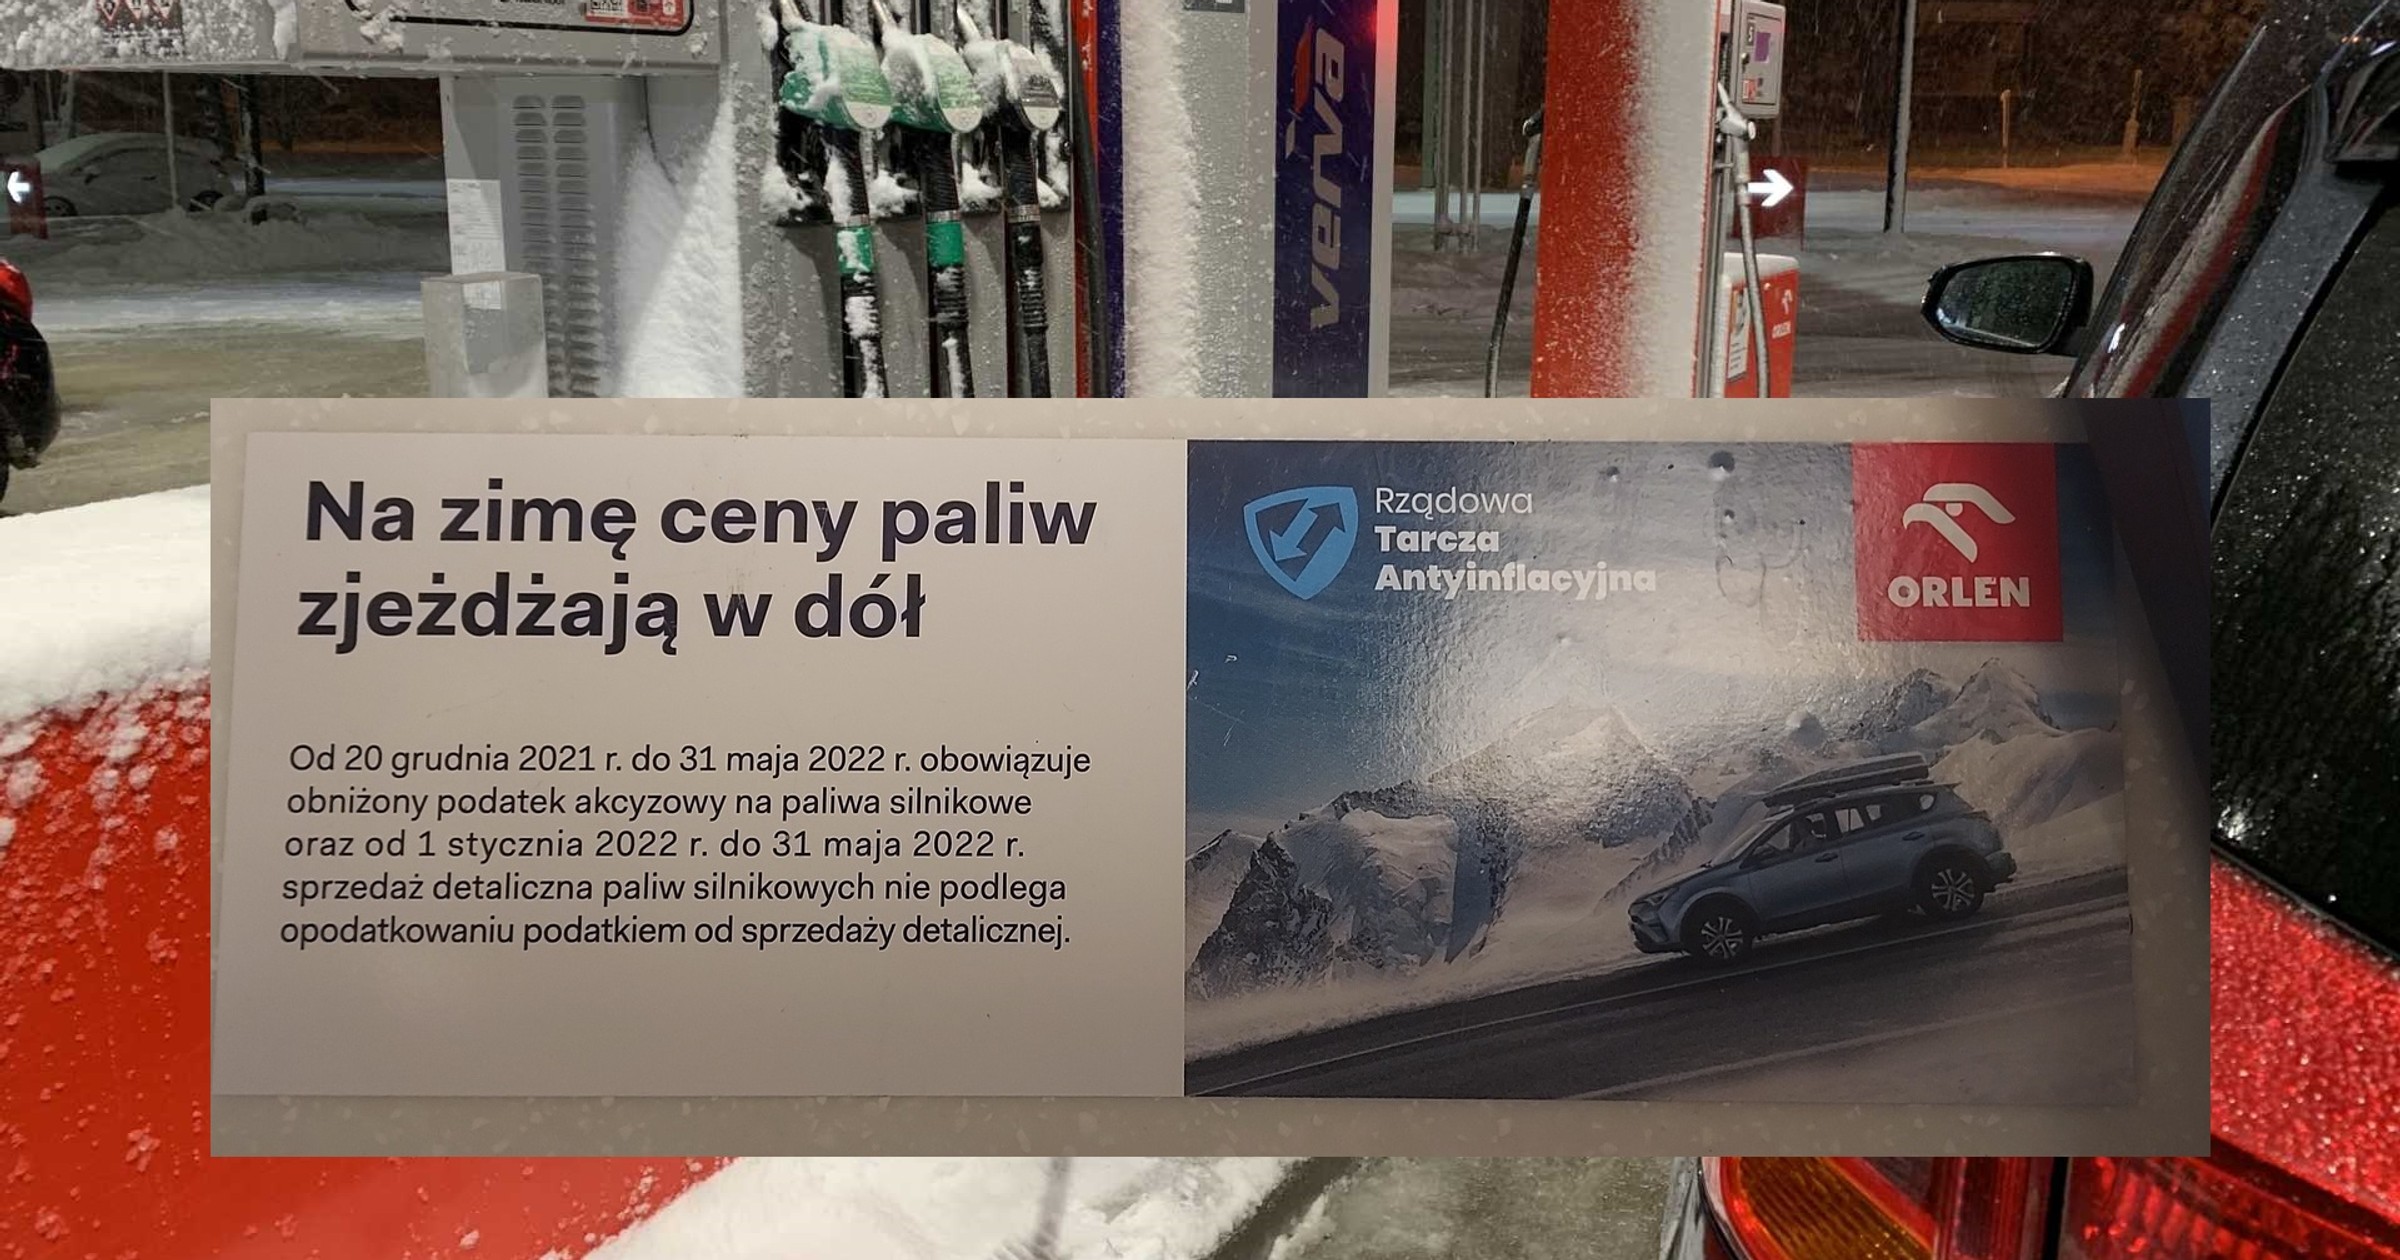 verva
ORLEN
Na zimę ceny paliw
zjeżdżają w dół
Od 20 grudnia 2021 r. do 31 maja 2022 r. obowiązuje
obniżony podatek akcyzowy na paliwa silnikowe
oraz od 1 stycznia 2022 r. do 31 maja 2022 r.
sprzedaż detaliczna paliw silnikowych nie podlega
opodatkowaniu podatkiem od sprzedaży detalicznej.
Rządowa
Tarcza
Antyinflacyjna
ORLEN